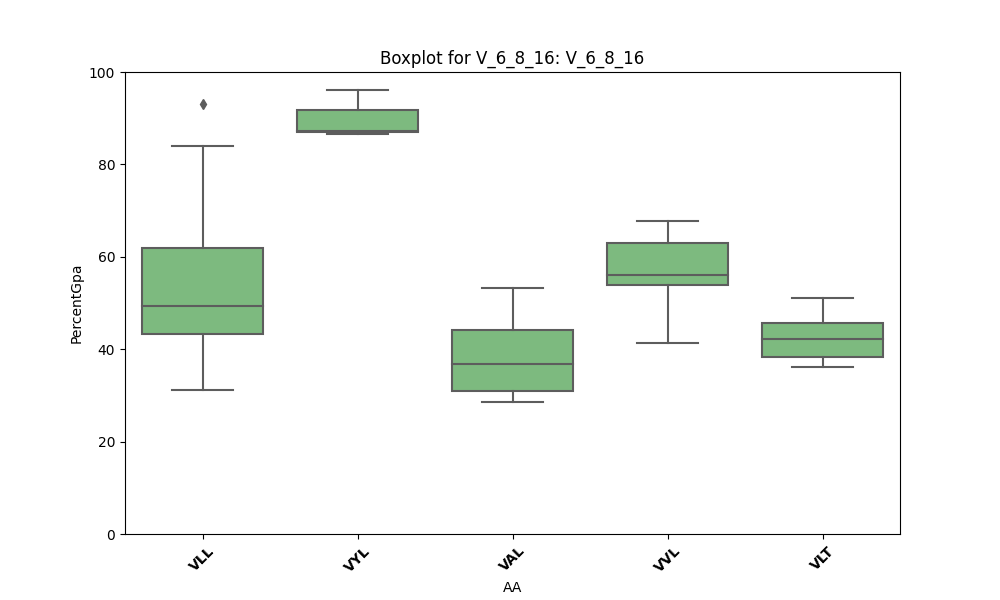 Boxplot for V_6_8_16: V_6_8_16
100
80
60
40
20
0
PercentGpa
VLL
VYL
VAL
VVL
VLT
AA